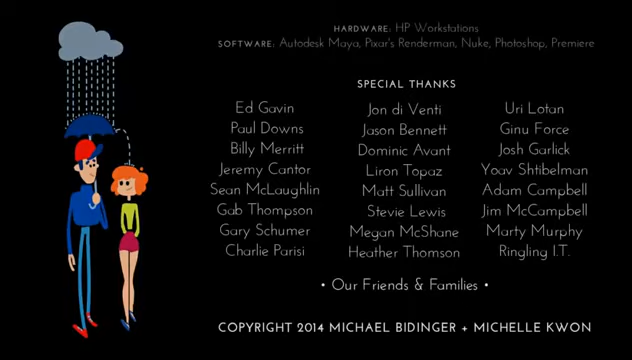 HARDWARE: HP Workstations
SOFTWARE: Autodesk Maya, Pixar's Renderman, Nuke, Photoshop, Premiere
SPECIAL THANKS
Ed Gavin
Paul Downs
Billy Merritt
Jeremy Cantor
Sean McLaughlin
Gab Thompson
Gary Schumer
Charlie Parisi
Jon di Venti
Jason Bennett
Dominic Avant
Liron Topaz
Matt Sullivan
Stevie Lewis
Megan McShane
Heather Thomson
Uri Lotan
Ginu Force
Josh Garlick
Yoav Shtibelman
Adam Campbell
Jim McCampbell
Marty Murphy
Ringling I.T.
• Our Friends & Families •
COPYRIGHT 2014 MICHAEL BIDINGER + MICHELLE KWON